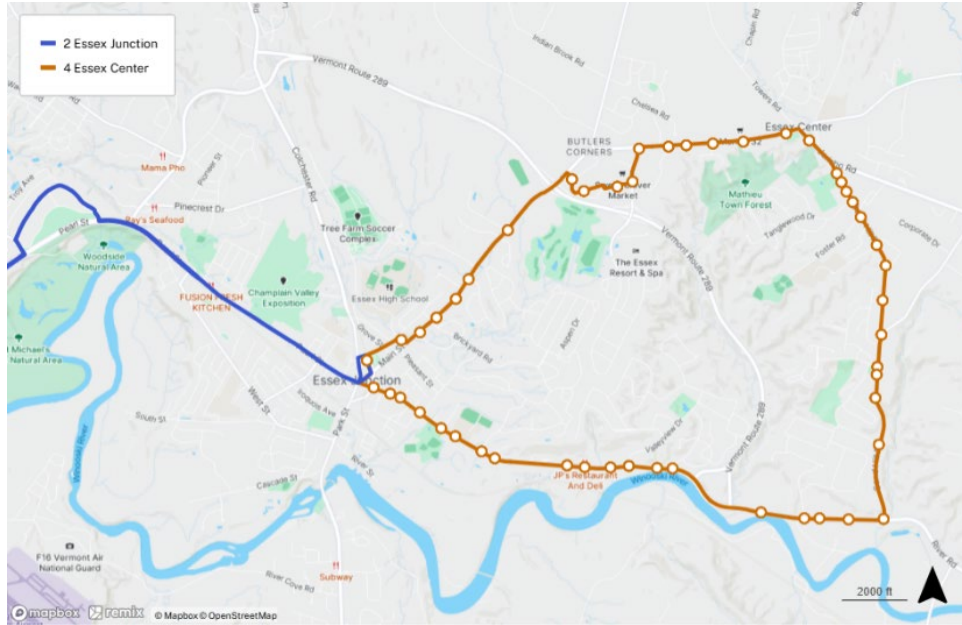 2 Essex Junction
4 Essex Center
Vermont Route 289
Indian Brook Rd
Chapin Rd
Towers Rd
Chelsea Rd
Essex Center
BUTLERS
CORNERS
Market
Mathieu
Town Forest
Mama Pho
Pioneer St
Colchester Rd
Troy Ave
Pinecrest Dr
Ray's Seafood
Pearl St
Woodside
Natural Area
Tree Farm Soccer
Complex
Tanglewood Dr
Corporate Dr
Foster Rd
Vermont Route 289
The Essex
Resort & Spa
FUSION FRESH
KITCHEN
Champlain Valley
Exposition
Essex High School
Grove St
Main St
Brickyard Rd
Aspen Dr
Pleasant St
Michael's
Natural Area
Essex Junction
West St
Iroquois Ave
Park St
South St
Valleyview Dr
Vermont Route 289
Winooski River
River St
Cascade St
JP's Restaurant
And Deli
Winooski River
F16 Vermont Air
National Guard
Subway
River Cove Rd
River Rd
2000 ft
mapbox remix © Mapbox © OpenStreetMap